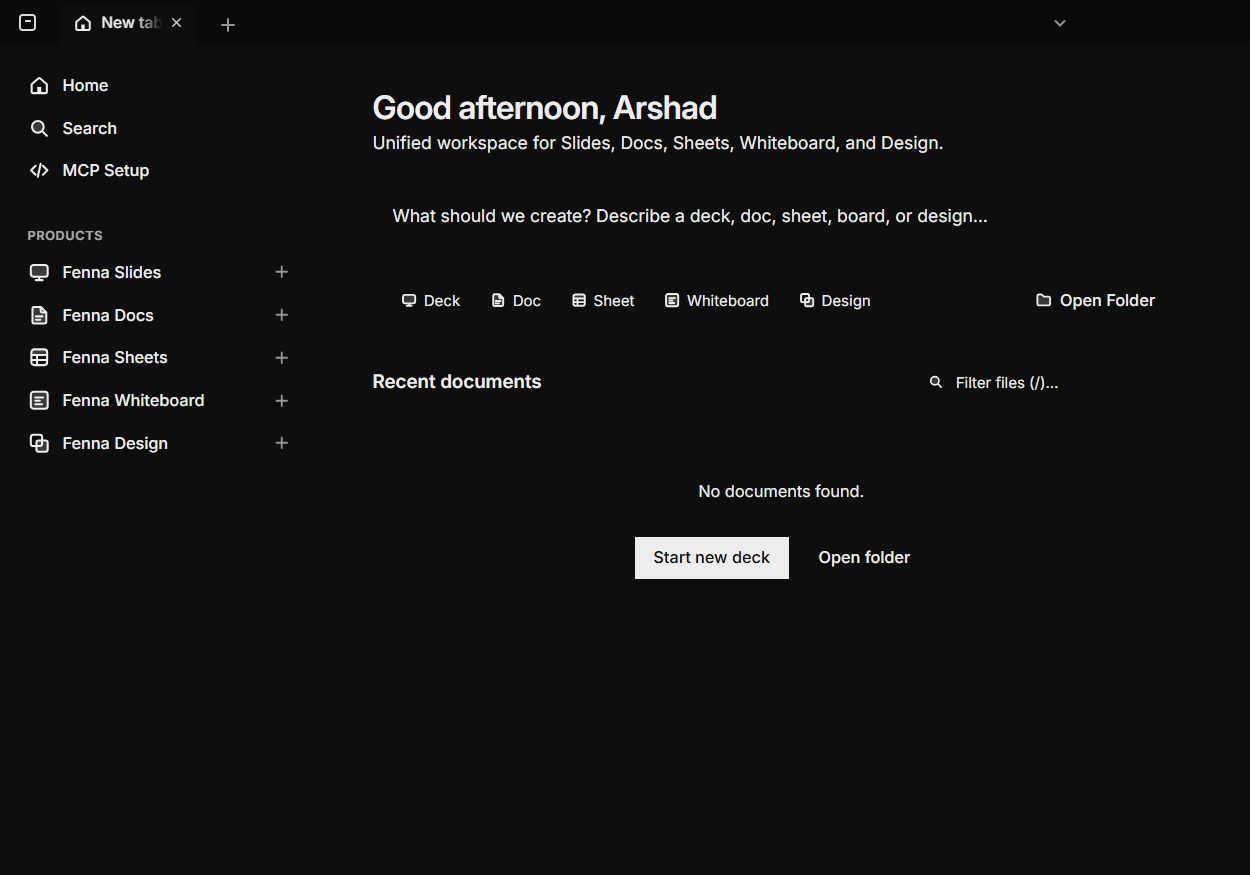 New tab
Home
Search
MCP Setup
PRODUCTS
Fenna Slides
Fenna Docs
Fenna Sheets
Fenna Whiteboard
Fenna Design
Good afternoon, Arshad
Unified workspace for Slides, Docs, Sheets, Whiteboard, and Design.
What should we create? Describe a deck, doc, sheet, board, or design...
Deck Doc Sheet Whiteboard Design Open Folder
Recent documents Filter files (/)...
No documents found.
Start new deck Open folder